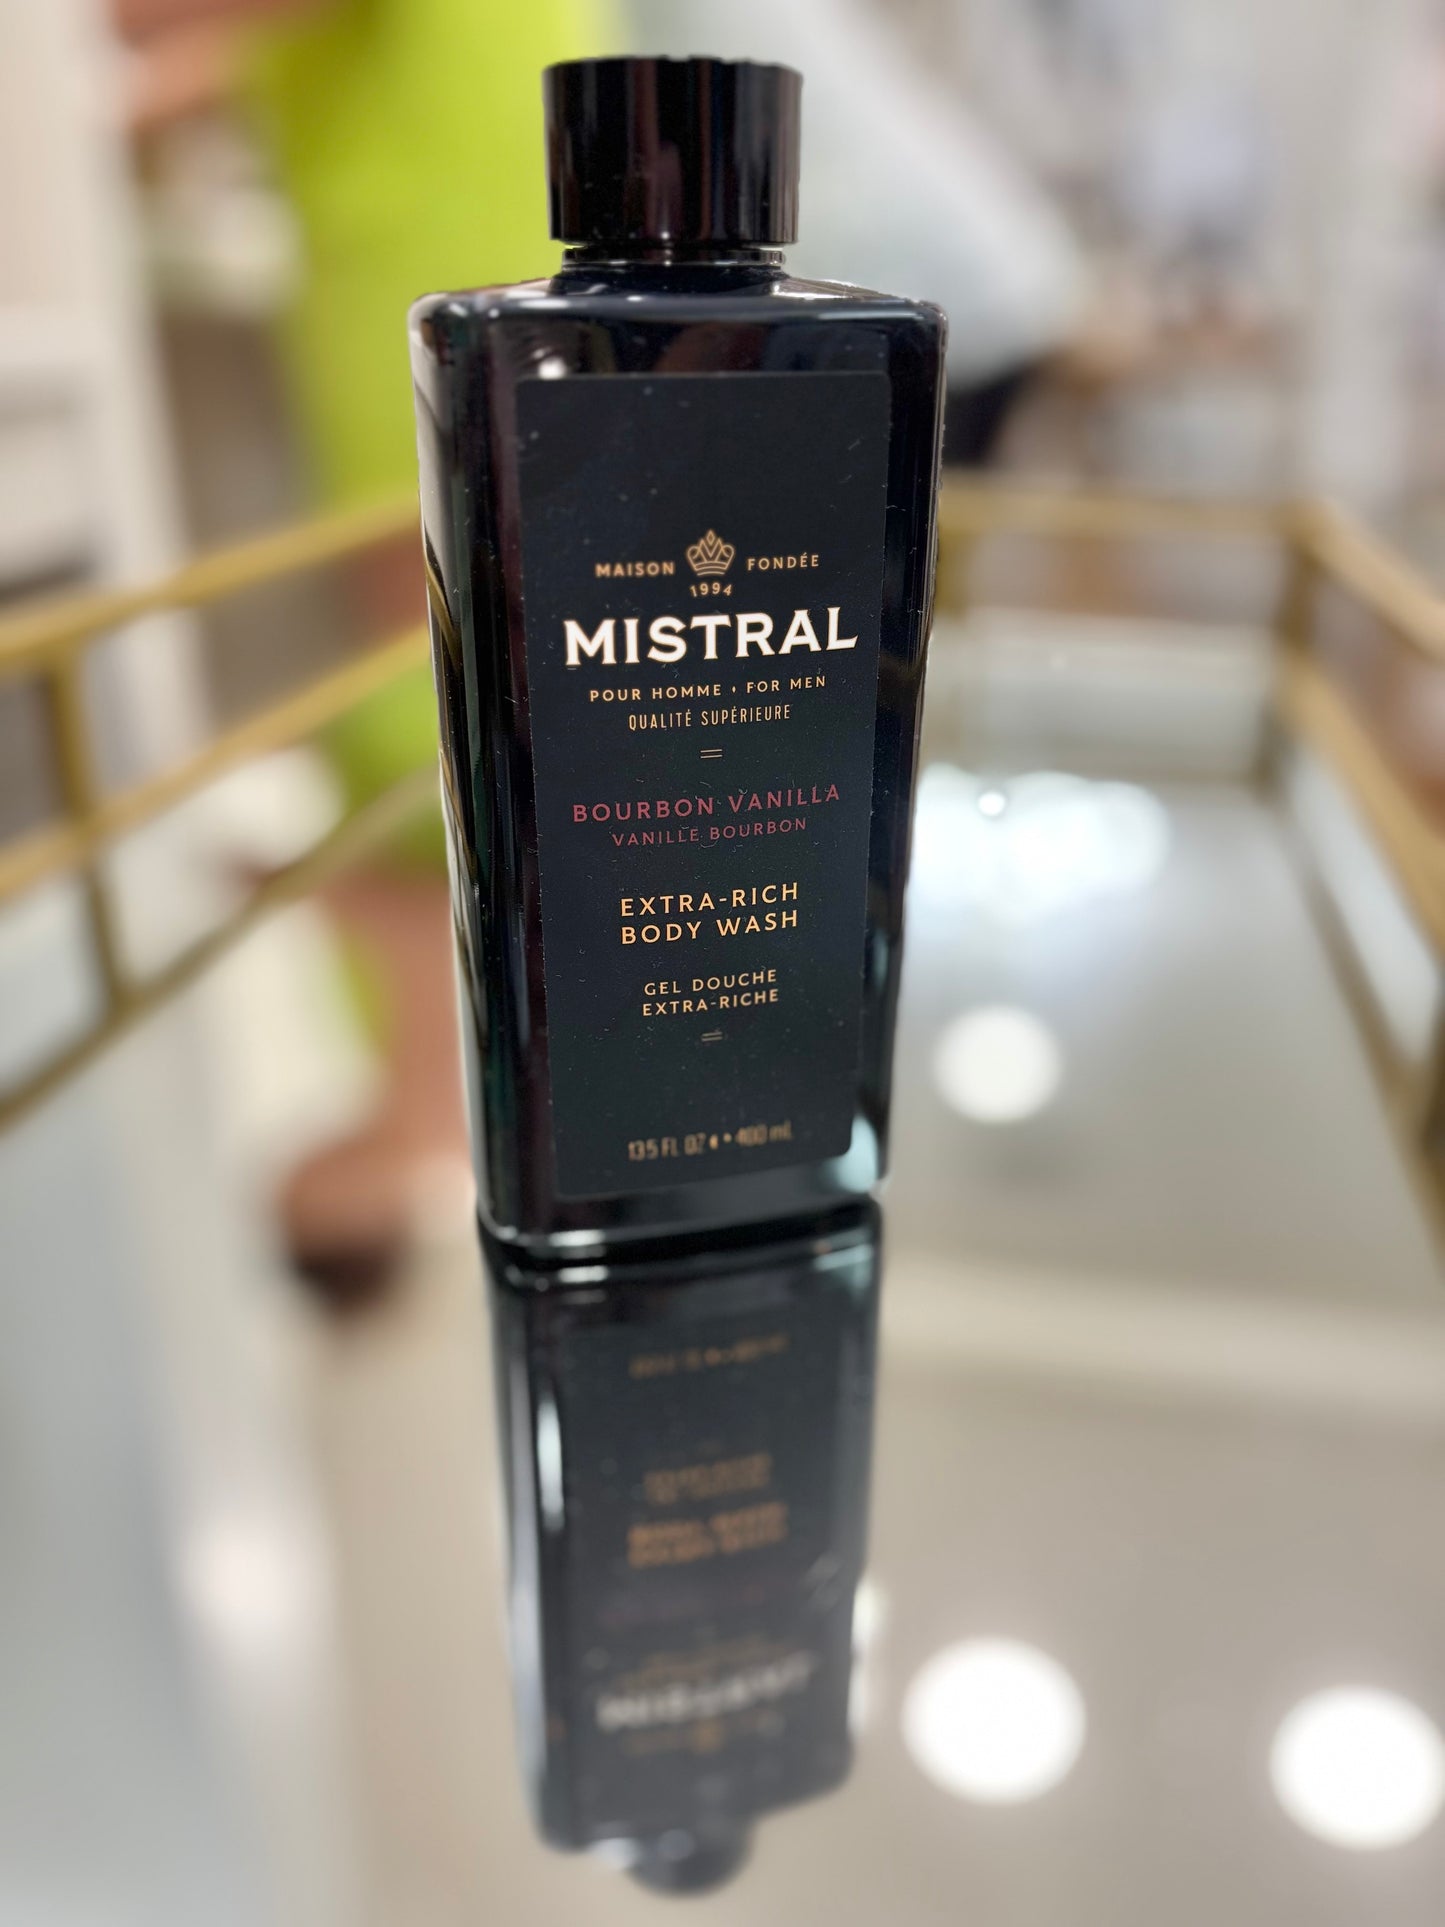 MAISON FONDÉE
1994
MISTRAL
POUR HOMME • FOR MEN
QUALITÉ SUPÉRIEURE
BOURBON VANILLA
VANILLE BOURBON
EXTRA-RICH
BODY WASH
GEL DOUCHE
EXTRA-RICHE
13.5 FL OZ ℮ • 400 mL